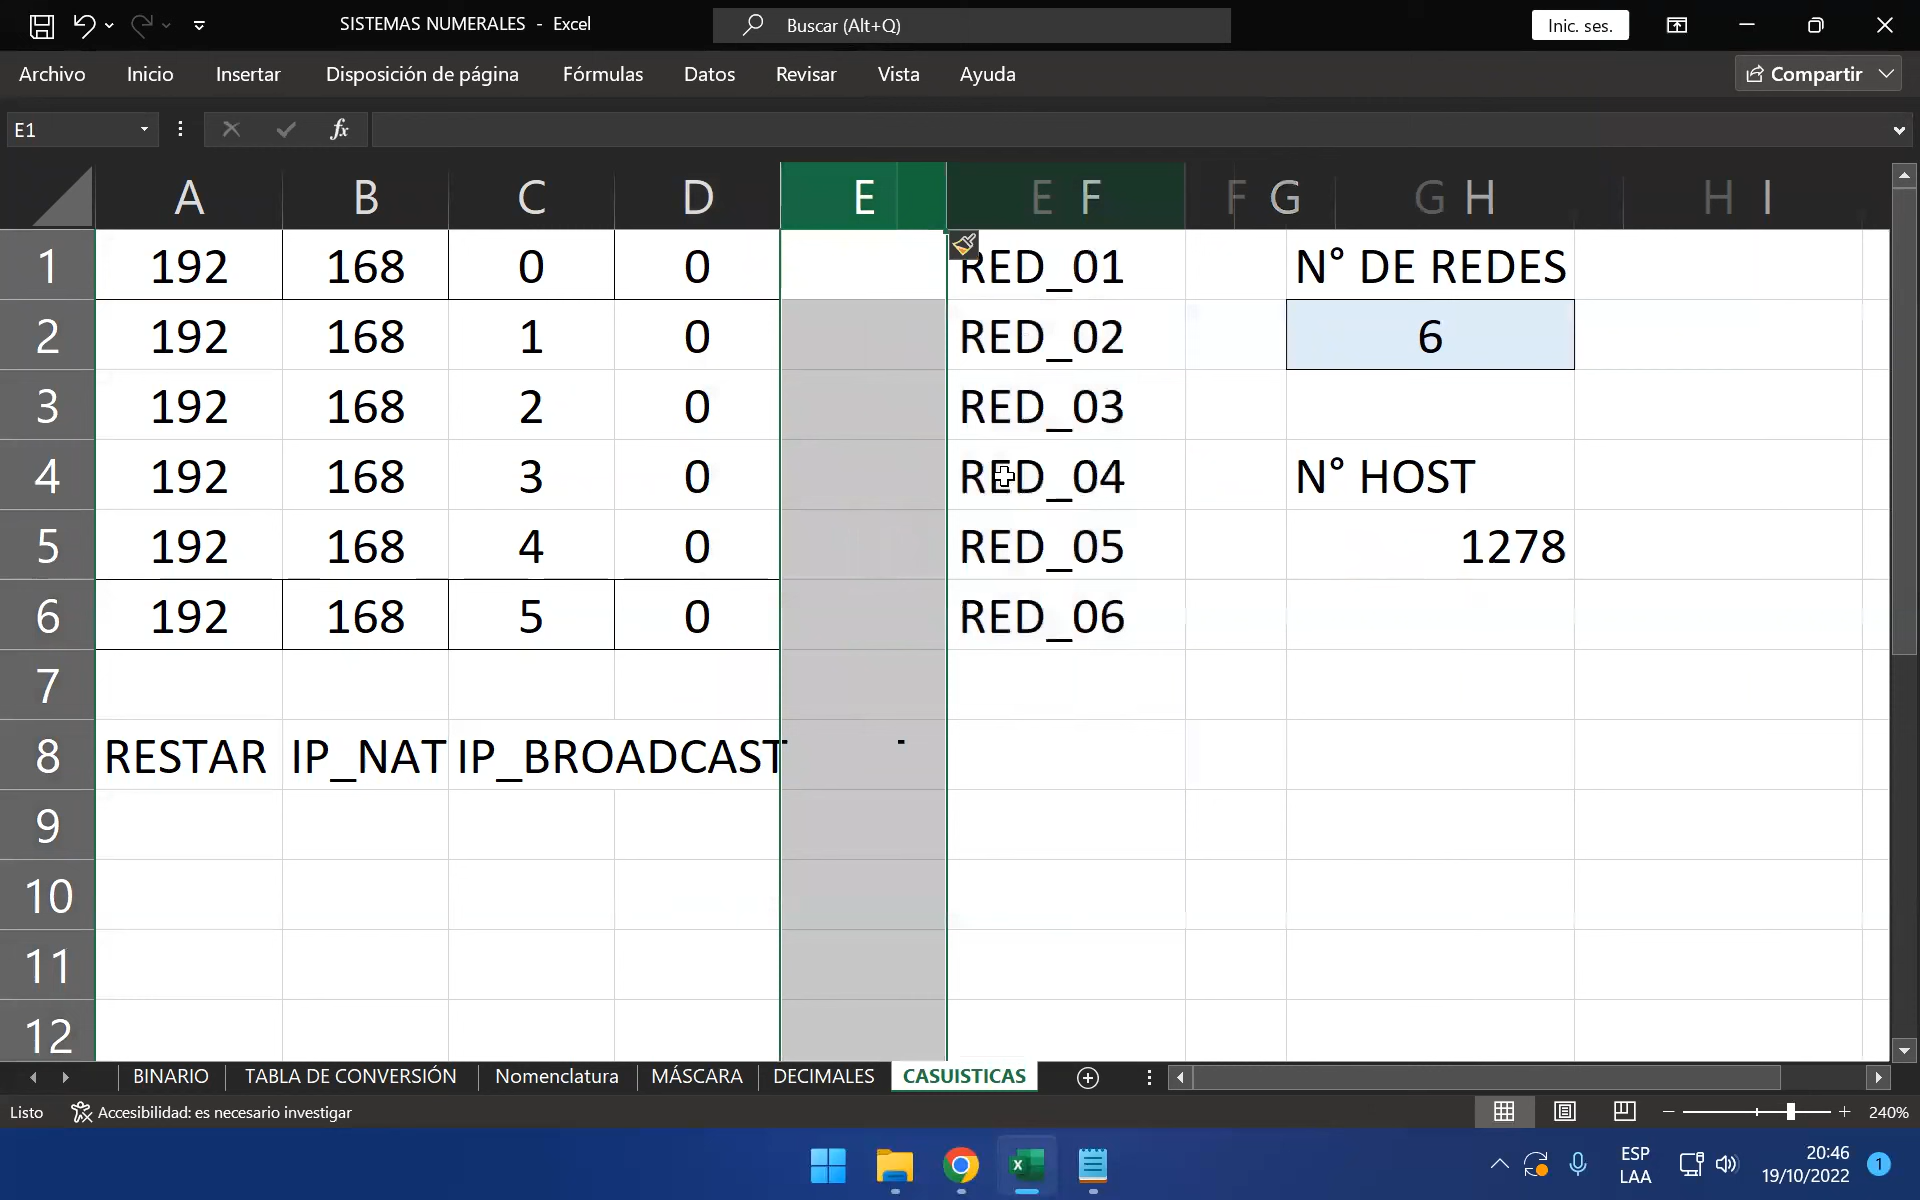 SISTEMAS NUMERALES - Excel
Buscar (Alt+Q)
Inic. ses.
Archivo Inicio Insertar Disposición de página Fórmulas Datos Revisar Vista Ayuda
Compartir
E1 fx
A B C D E E F F G G H H I
1 192 168 0 0 RED_01 N° DE REDES
2 192 168 1 0 RED_02 6
3 192 168 2 0 RED_03
4 192 168 3 0 RED_04 N° HOST
5 192 168 4 0 RED_05 1278
6 192 168 5 0 RED_06
7
8 RESTAR IP_NAT IP_BROADCAST
9
10
11
12
BINARIO TABLA DE CONVERSIÓN Nomenclatura MÁSCARA DECIMALES CASUISTICAS
Listo Accesibilidad: es necesario investigar 240%
ESP
LAA
20:46
19/10/2022
1